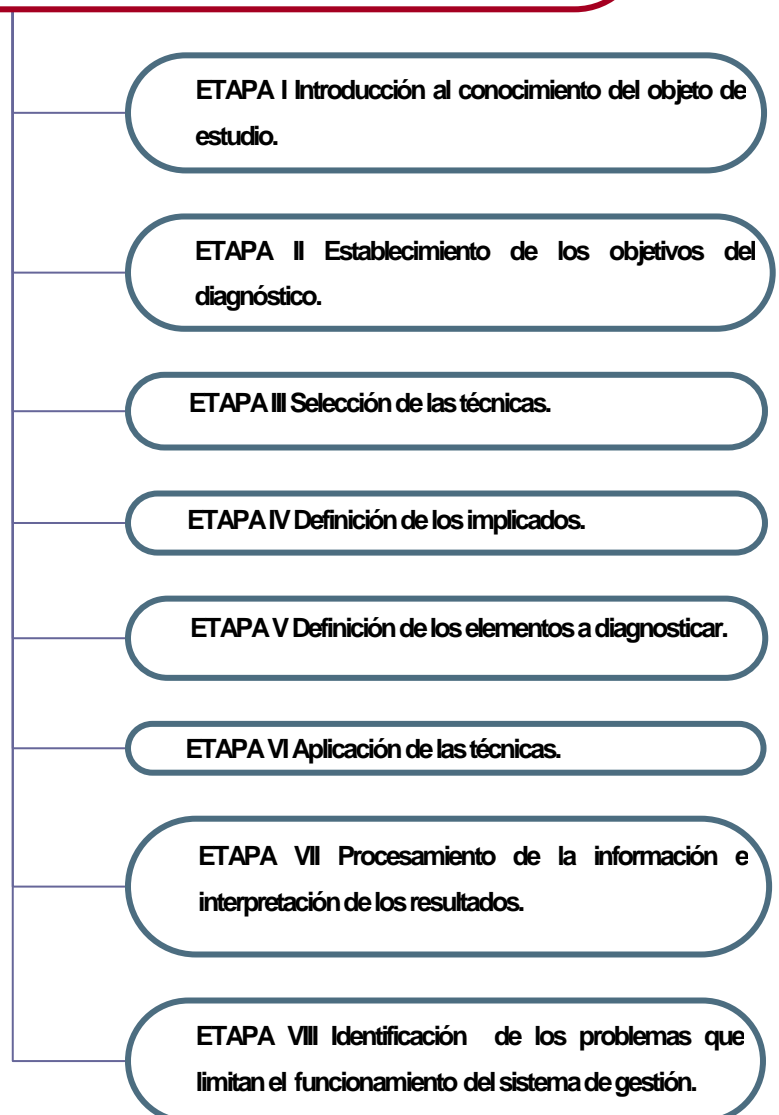 ETAPA I Introducción al conocimiento del objeto de
estudio.
ETAPA II Establecimiento de los objetivos del
diagnóstico.
ETAPA III Selección de las técnicas.
ETAPA IV Definición de los implicados.
ETAPA V Definición de los elementos a diagnosticar.
ETAPA VI Aplicación de las técnicas.
ETAPA VII Procesamiento de la información e
interpretación de los resultados.
ETAPA VIII Identificación de los problemas que
limitan el funcionamiento del sistema de gestión.